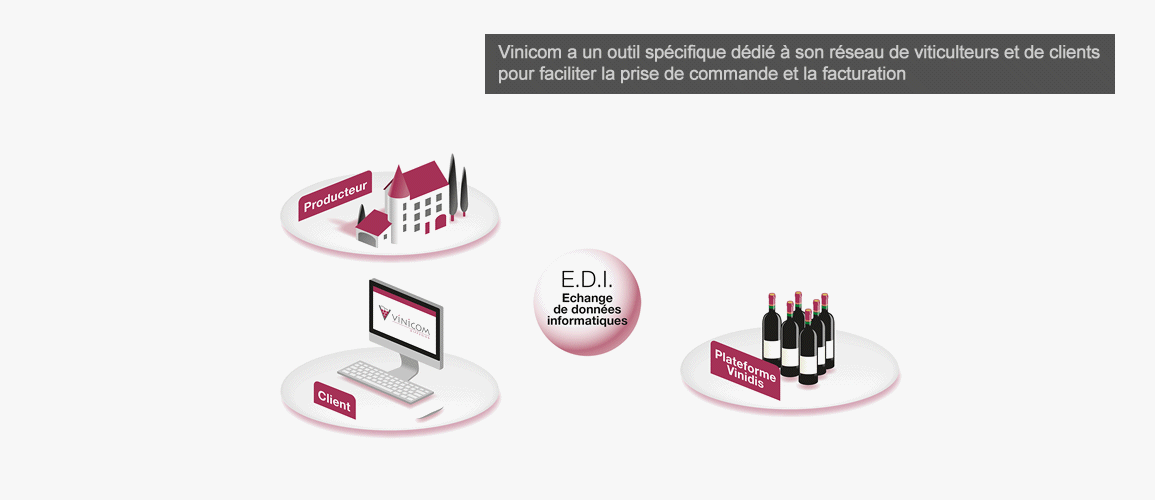 Vinicom a un outil spécifique dédié à son réseau de viticulteurs et de clients
pour faciliter la prise de commande et la facturation
Producteur
vinicom
Client
E.D.I.
Echange
de données
informatiques
Plateforme
Vinidis